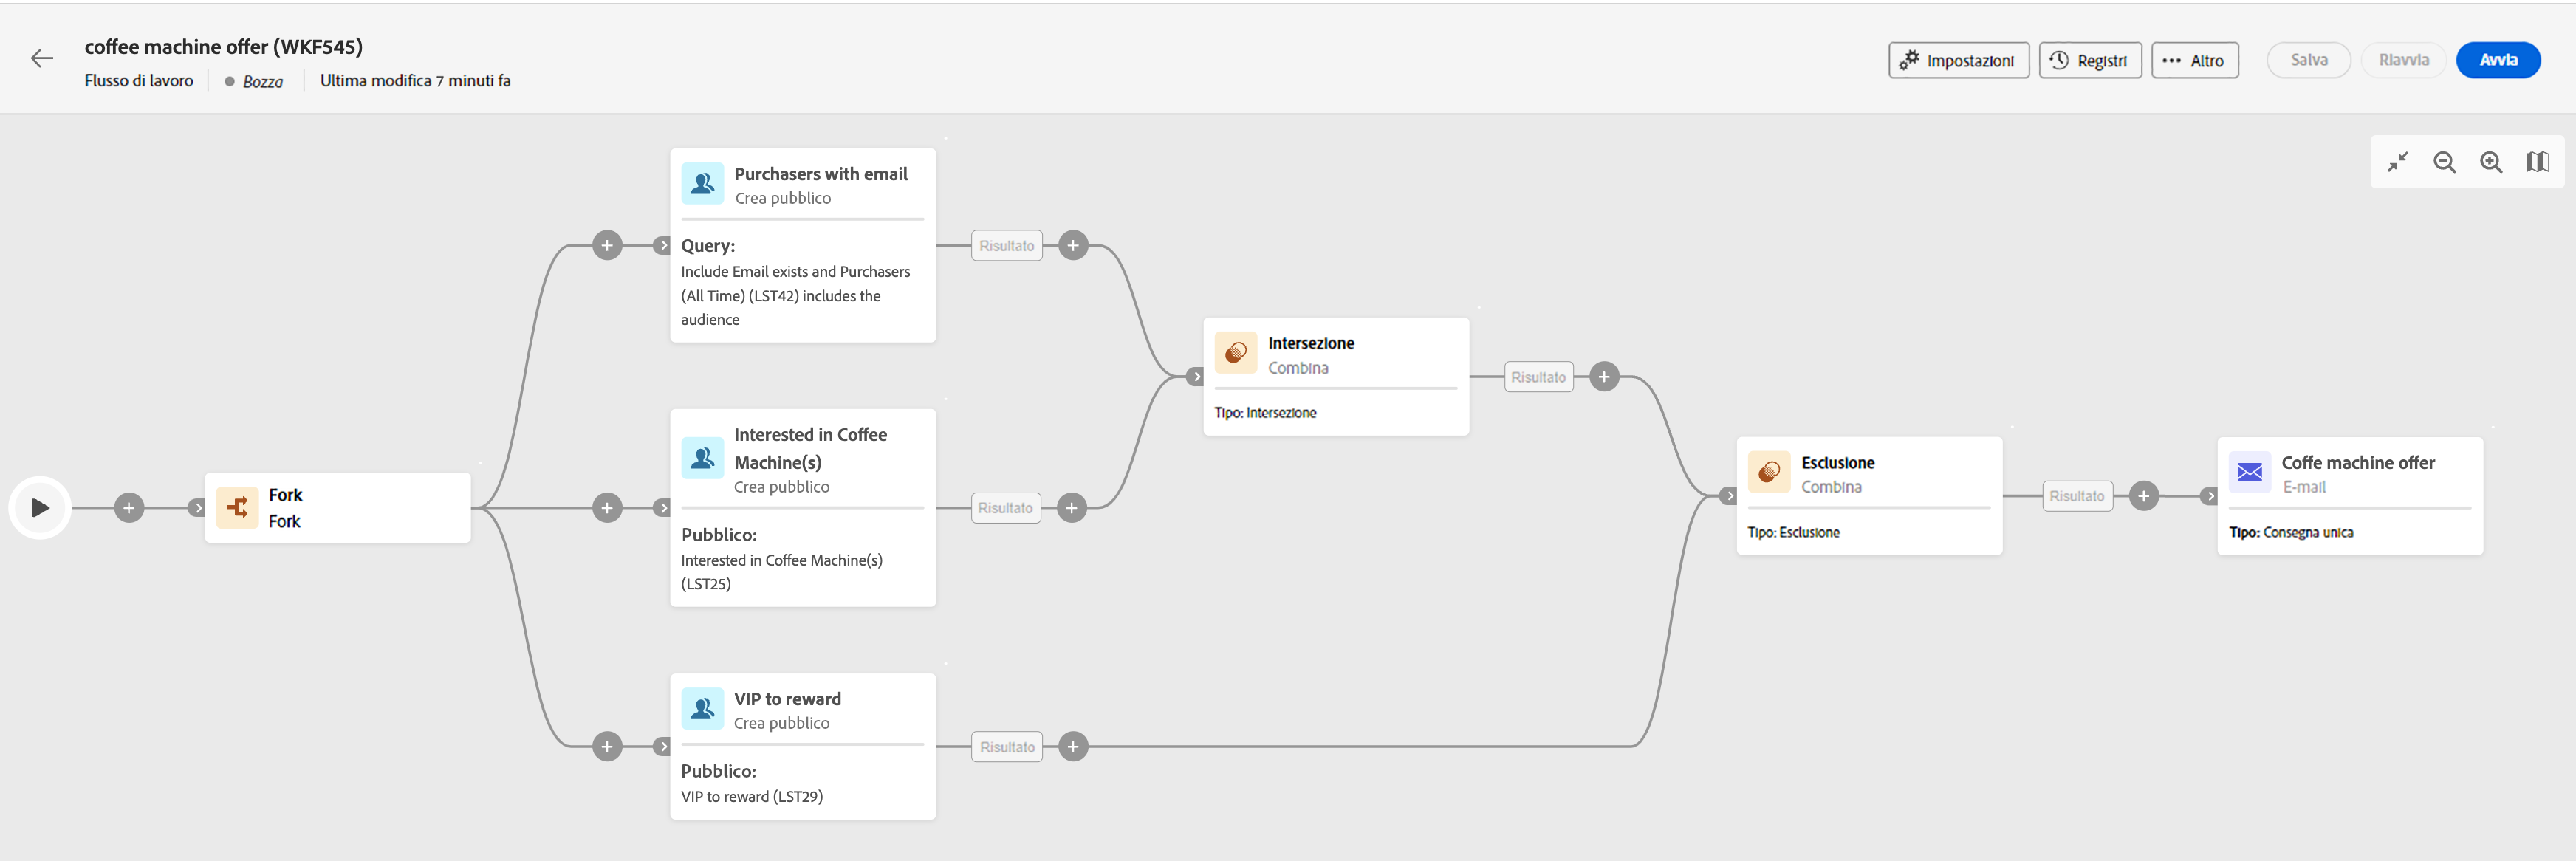 coffee machine offer (WKF545)
Flusso di lavoro
Bozza
Ultima modifica 7 minuti fa
Impostazioni
Registri
Altro
Salva
Riavvia
Avvia
Purchasers with email
Crea pubblico
Query:
Include Email exists and Purchasers
(All Time) (LST42) includes the
audience
Risultato
Interested in Coffee
Machine(s)
Crea pubblico
Pubblico:
Interested in Coffee Machine(s)
(LST25)
Risultato
VIP to reward
Crea pubblico
Pubblico:
VIP to reward (LST29)
Risultato
Fork
Fork
Intersezione
Combina
Tipo: Intersezione
Risultato
Esclusione
Combina
Tipo: Esclusione
Risultato
Coffe machine offer
E-mail
Tipo: Consegna unica